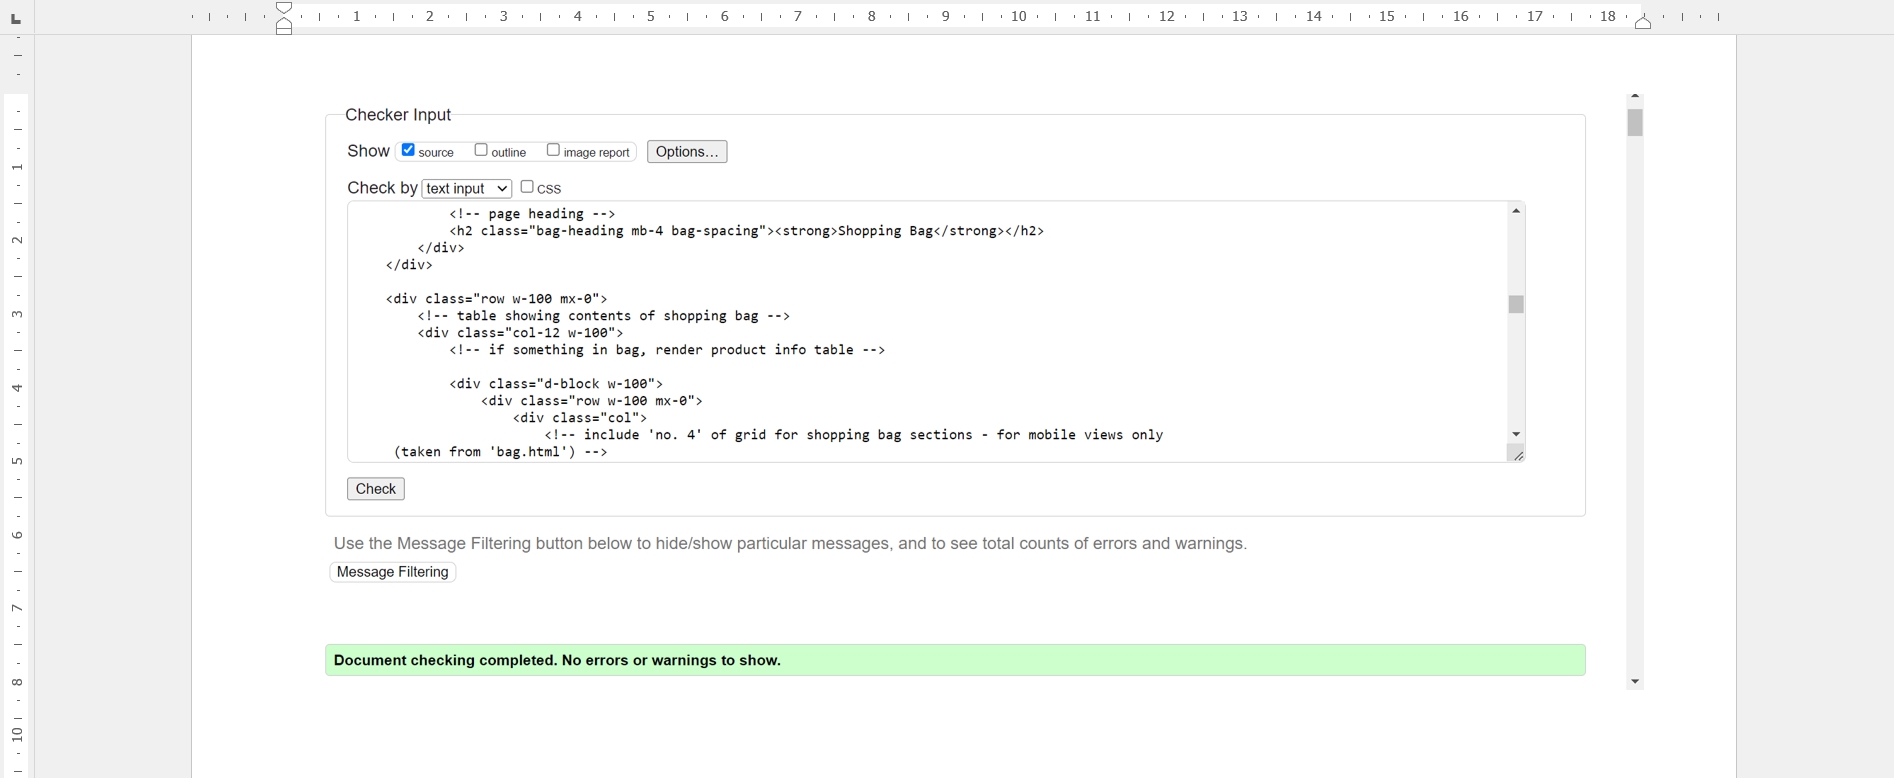 1 2 3 4 5 6 7 8 9 10 11 12 13 14 15 16 17 18
Checker Input
Show source outline image report Options...
Check by text input CSS
<!-- page heading -->
<h2 class="bag-heading mb-4 bag-spacing"><strong>Shopping Bag</strong></h2>
</div>
</div>
<div class="row w-100 mx-0">
<!-- table showing contents of shopping bag -->
<div class="col-12 w-100">
<!-- if something in bag, render product info table -->
<div class="d-block w-100">
<div class="row w-100 mx-0">
<div class="col">
<!-- include 'no. 4' of grid for shopping bag sections - for mobile views only
(taken from 'bag.html') -->
Check
Use the Message Filtering button below to hide/show particular messages, and to see total counts of errors and warnings.
Message Filtering
Document checking completed. No errors or warnings to show.
1
2
3
4
5
6
7
8
10